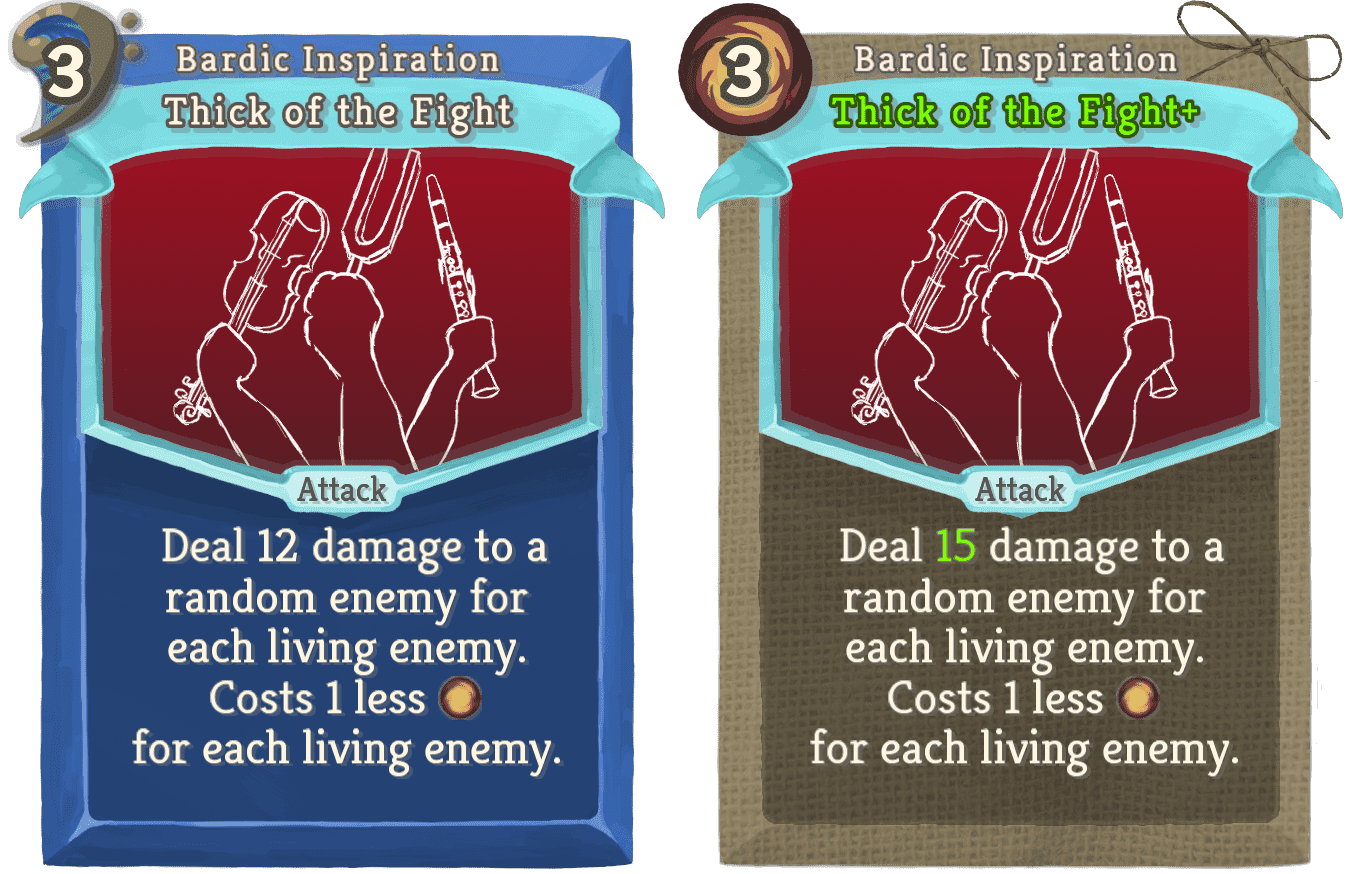 3
Bardic Inspiration
Thick of the Fight
Attack
Deal 12 damage to a
random enemy for
each living enemy.
Costs 1 less
for each living enemy.
3
Bardic Inspiration
Thick of the Fight+
Attack
Deal 15 damage to a
random enemy for
each living enemy.
Costs 1 less
for each living enemy.